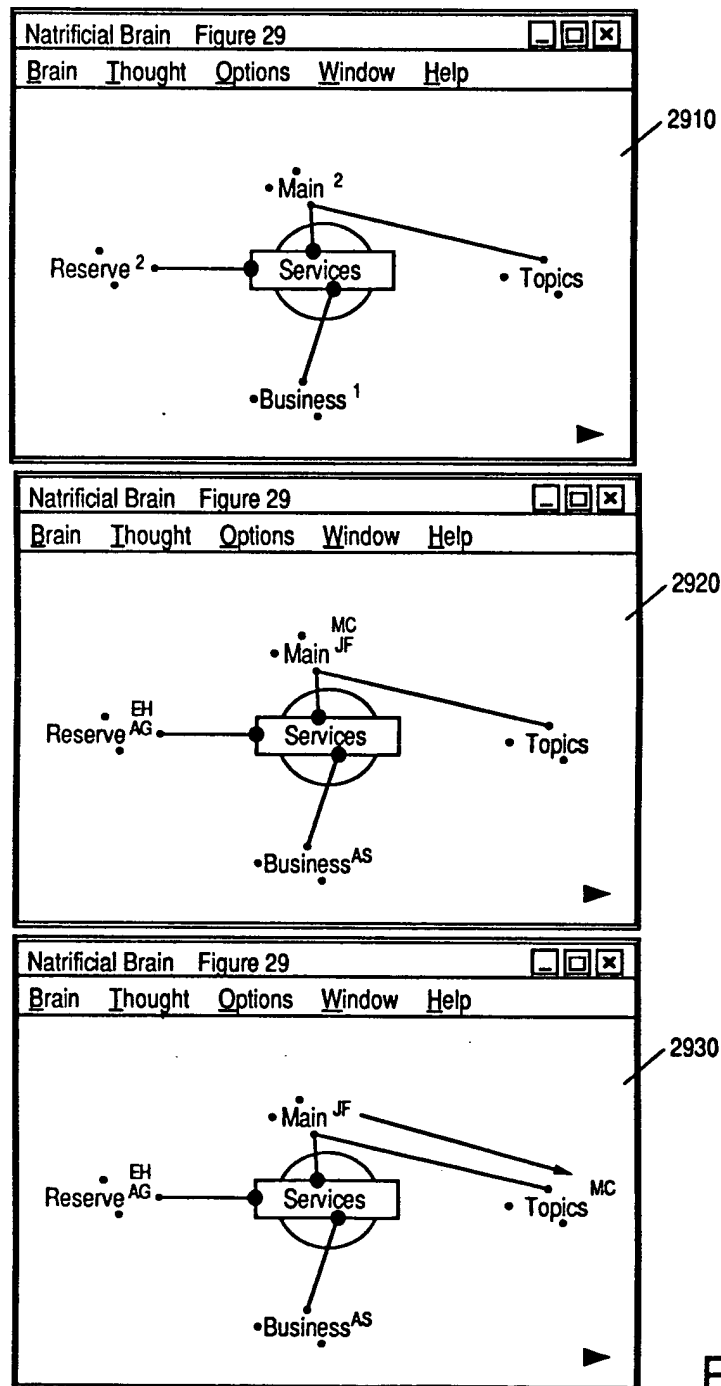 Natrificial Brain Figure 29
Brain Thought Options Window Help
2910
Main 2
Reserve 2 Services Topics
Business 1
Natrificial Brain Figure 29
Brain Thought Options Window Help
2920
MC
Main JF
EH
Reserve AG Services Topics
Business AS
Natrificial Brain Figure 29
Brain Thought Options Window Help
2930
Main JF
EH
Reserve AG Services Topics MC
Business AS